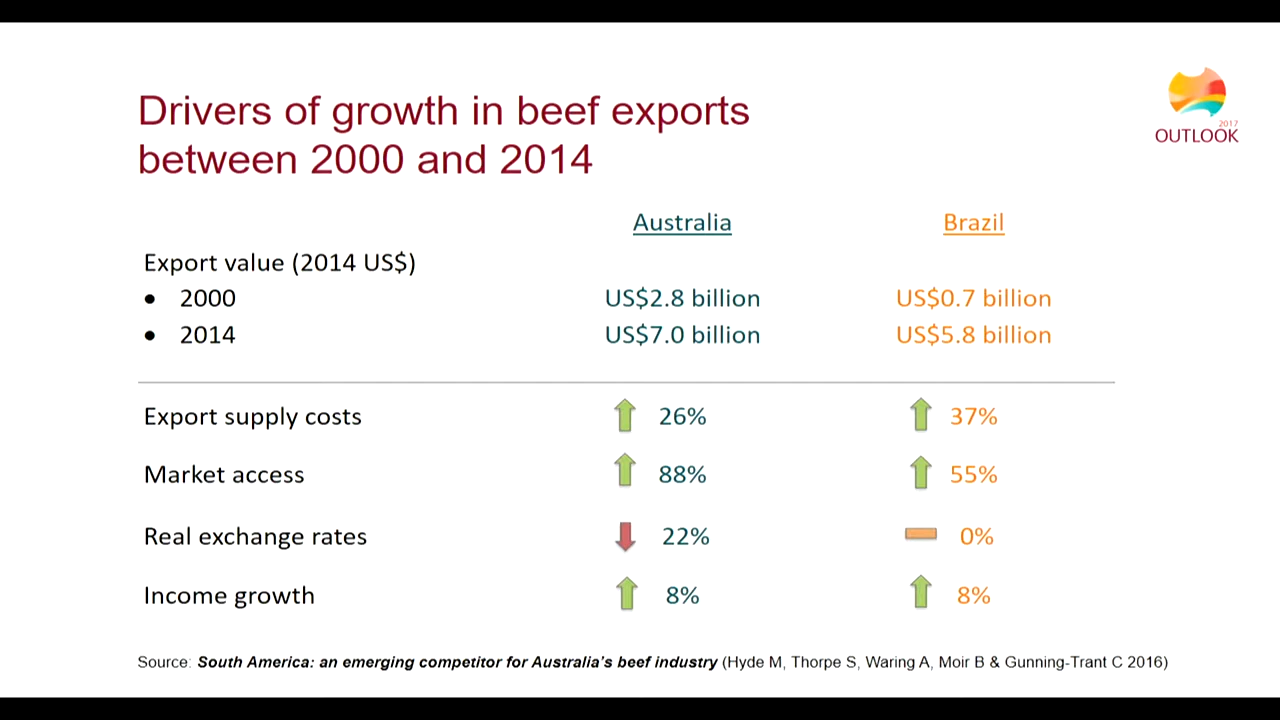 Drivers of growth in beef exports
between 2000 and 2014
2017
OUTLOOK
Australia Brazil
Export value (2014 US$)
• 2000 US$2.8 billion US$0.7 billion
• 2014 US$7.0 billion US$5.8 billion
Export supply costs 26% 37%
Market access 88% 55%
Real exchange rates 22% 0%
Income growth 8% 8%
Source: South America: an emerging competitor for Australia's beef industry (Hyde M, Thorpe S, Waring A, Moir B & Gunning-Trant C 2016)